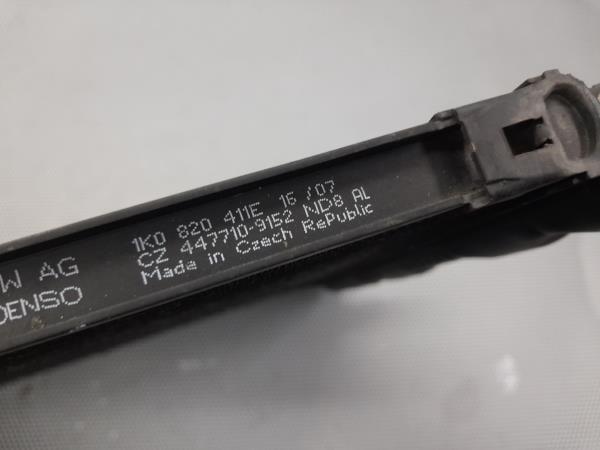 1K0 820 411E 16 /07
CZ 447710-9152 ND8 AL
Made in Czech RePublic
W AG
DENSO